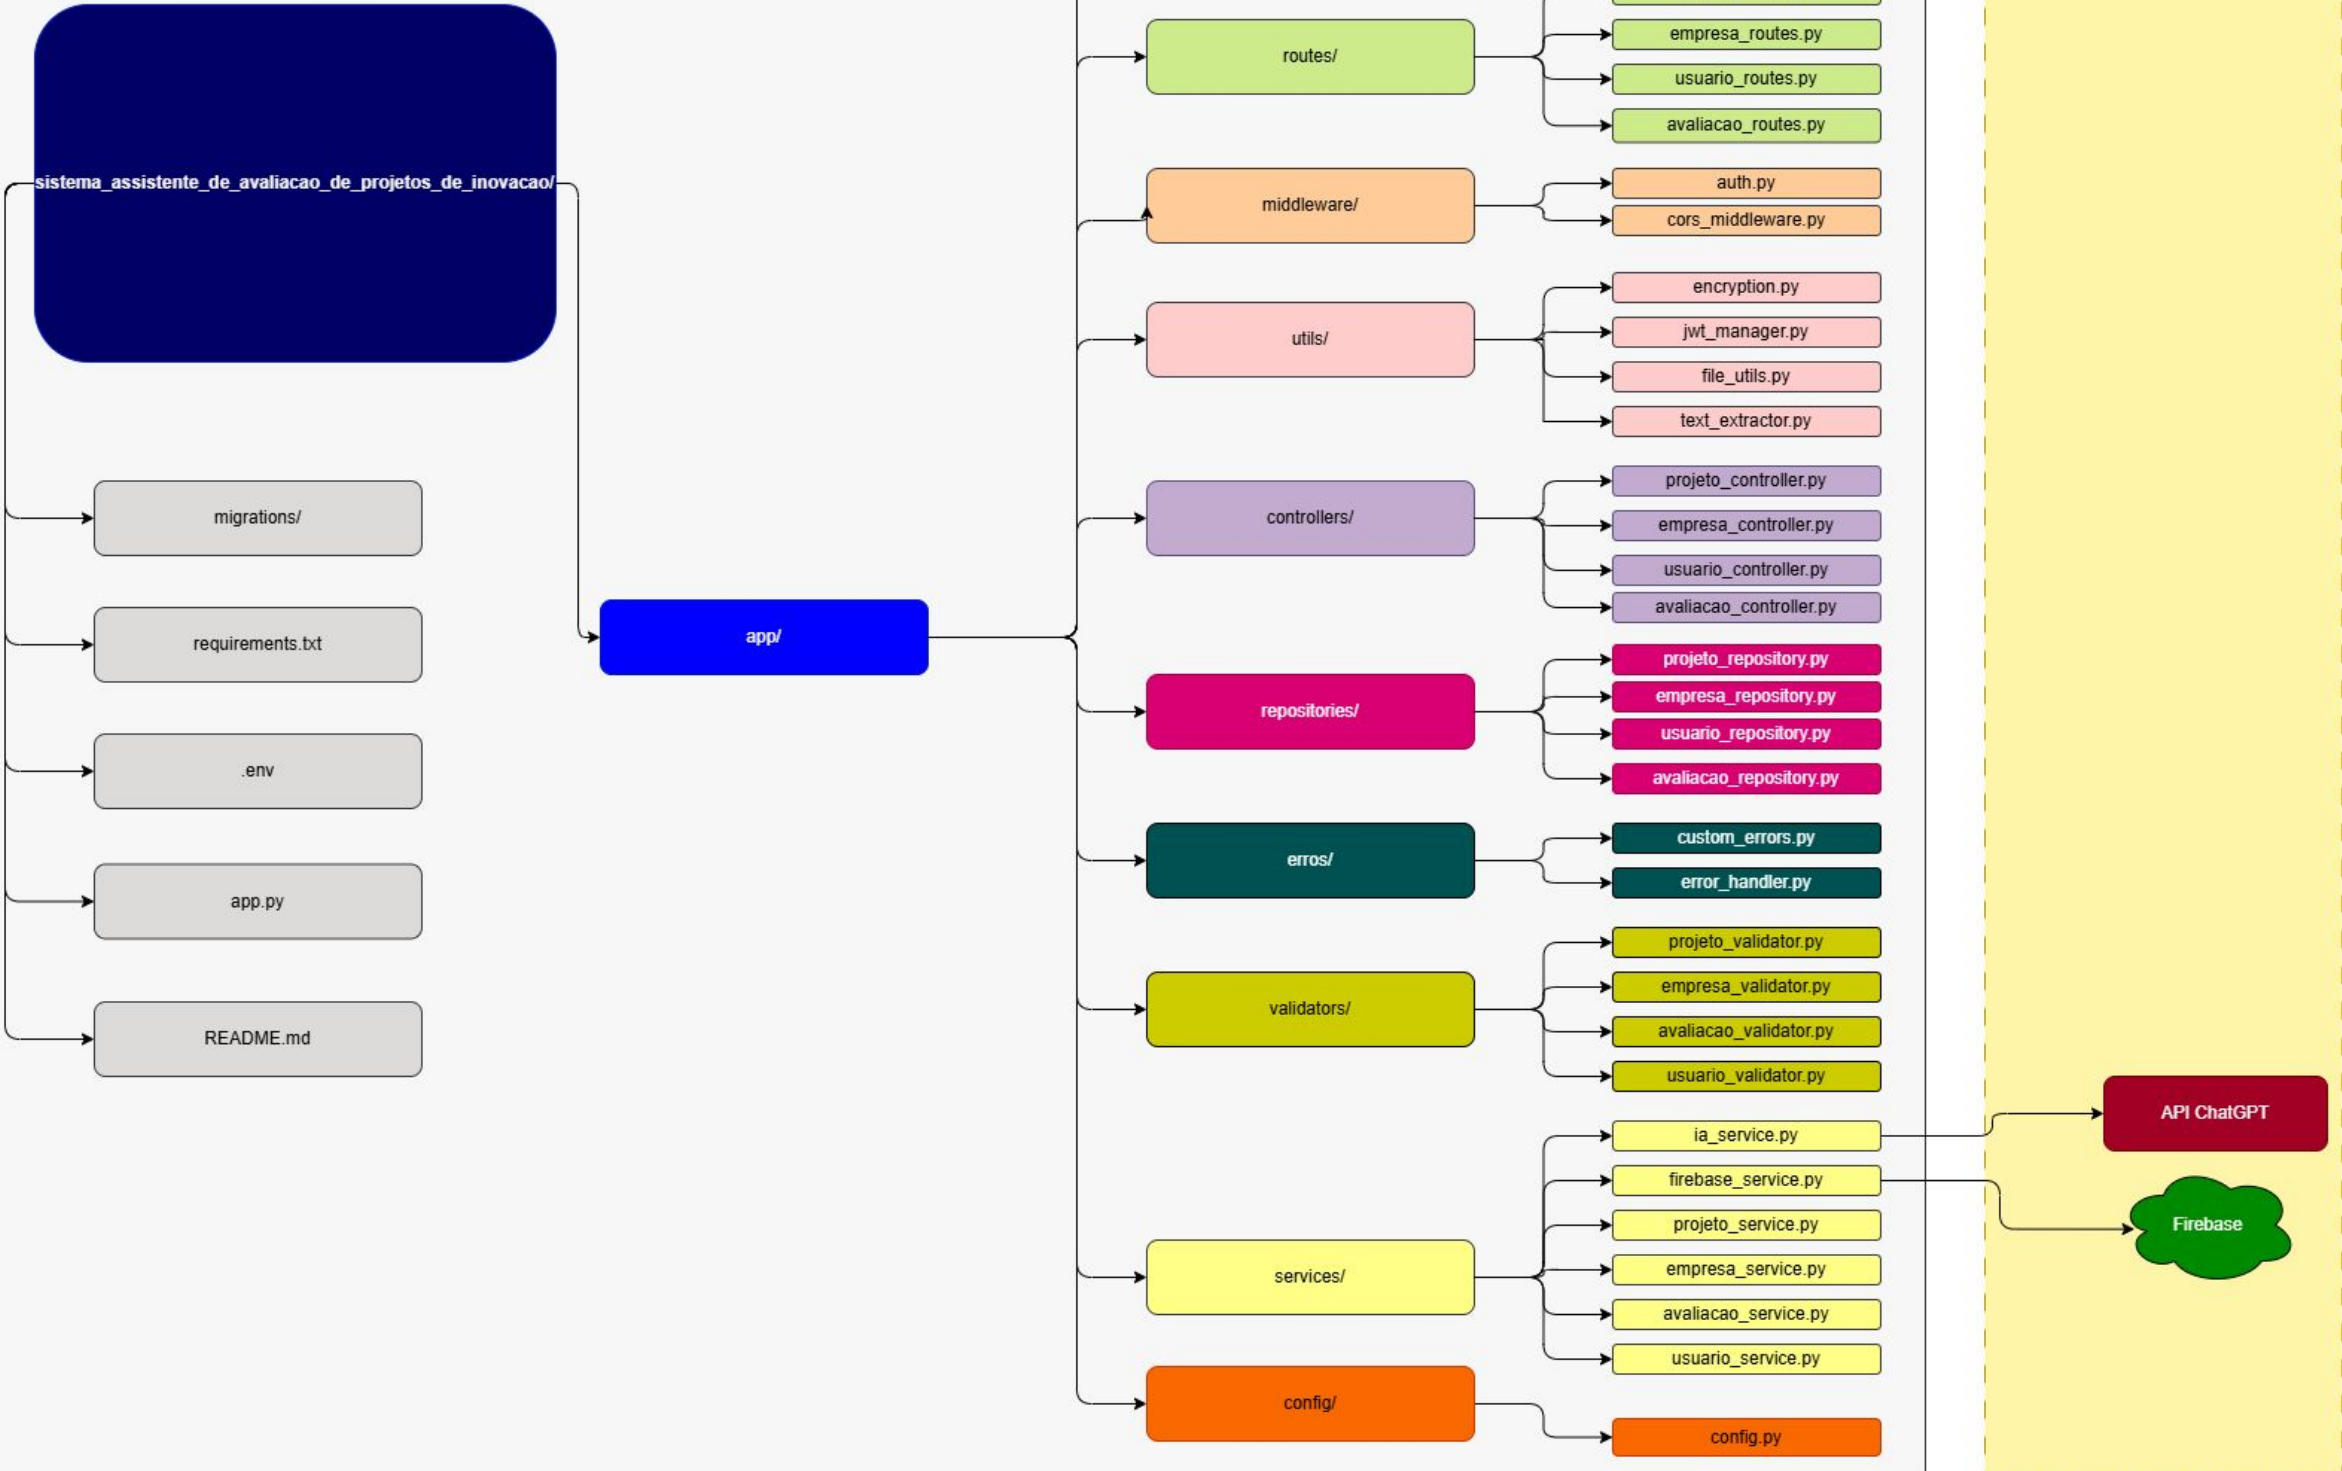 sistema_assistente_de_avaliacao_de_projetos_de_inovacao/
migrations/
requirements.txt
.env
app.py
README.md
app/
routes/
empresa_routes.py
usuario_routes.py
avaliacao_routes.py
middleware/
auth.py
cors_middleware.py
utils/
encryption.py
jwt_manager.py
file_utils.py
text_extractor.py
controllers/
projeto_controller.py
empresa_controller.py
usuario_controller.py
avaliacao_controller.py
repositories/
projeto_repository.py
empresa_repository.py
usuario_repository.py
avaliacao_repository.py
erros/
custom_errors.py
error_handler.py
validators/
projeto_validator.py
empresa_validator.py
avaliacao_validator.py
usuario_validator.py
services/
ia_service.py
firebase_service.py
projeto_service.py
empresa_service.py
avaliacao_service.py
usuario_service.py
config/
config.py
API ChatGPT
Firebase